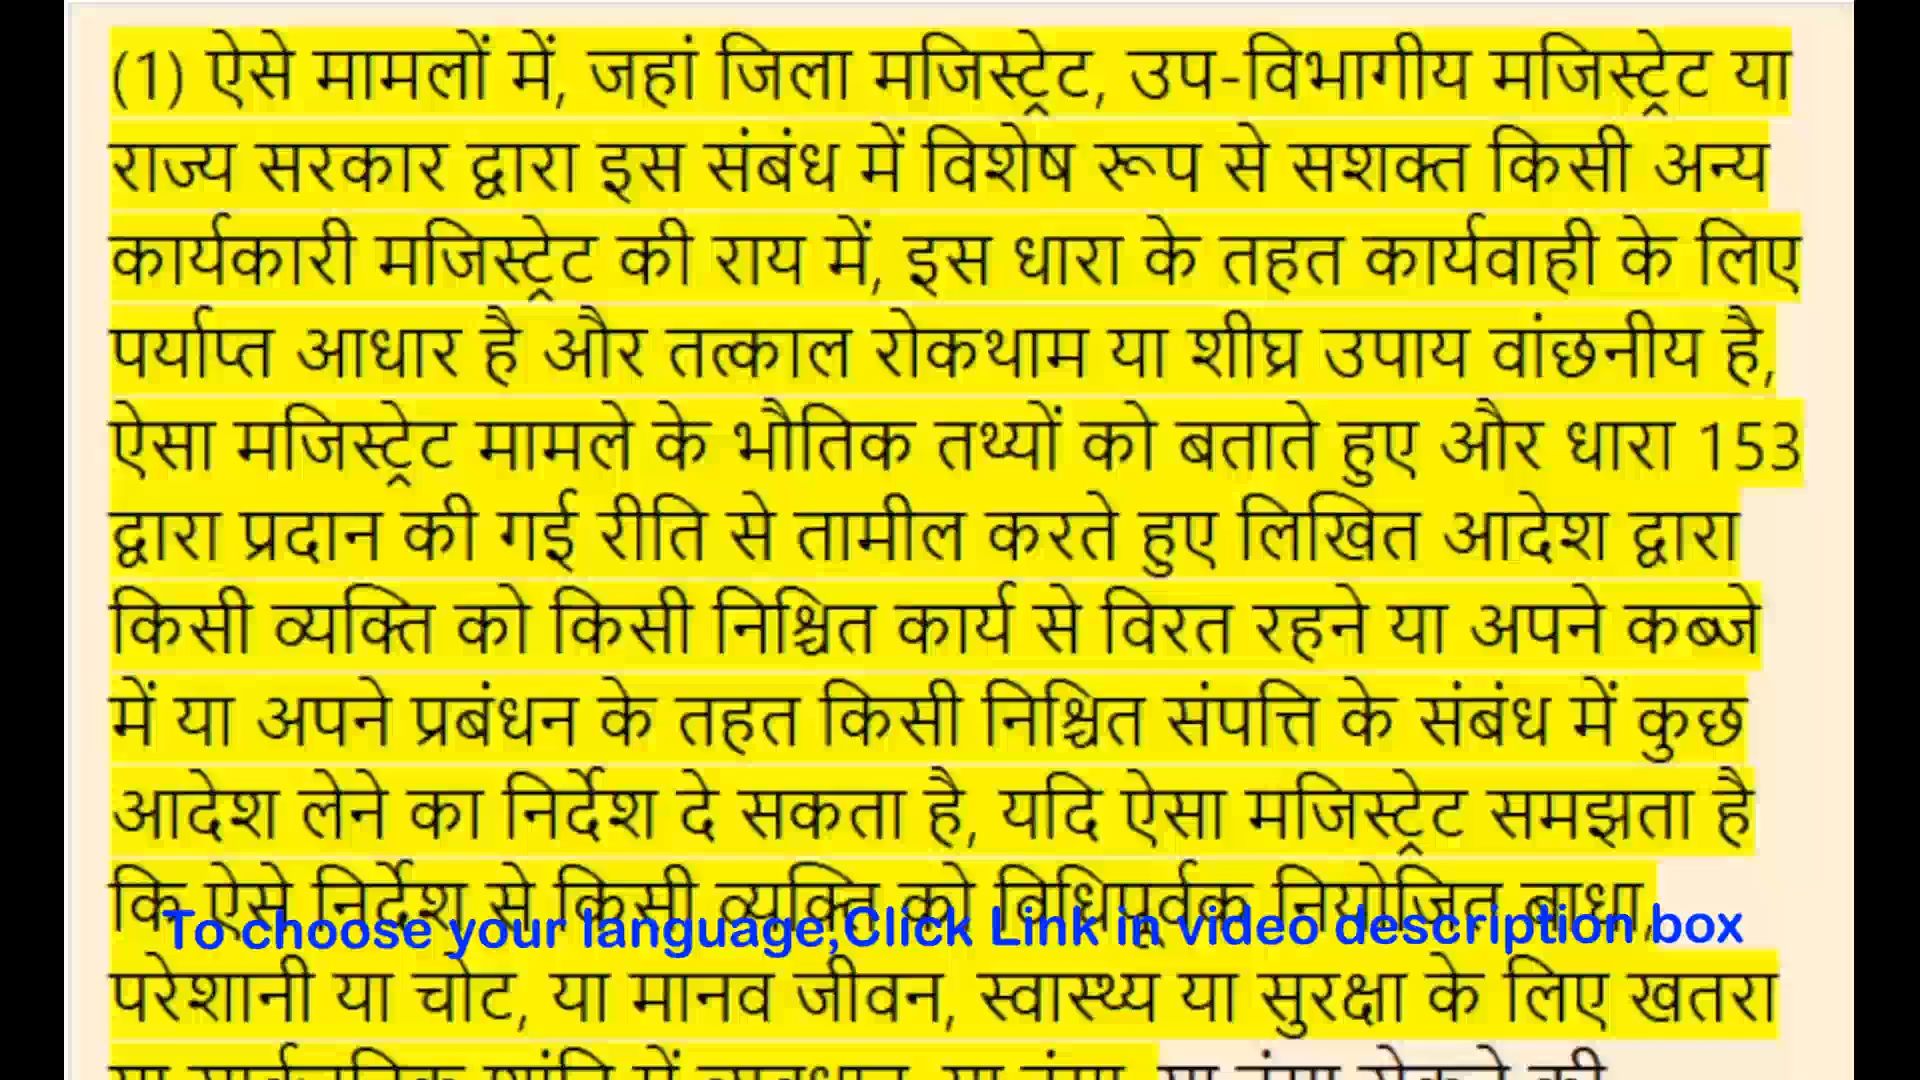 (1) ऐसे मामलों में, जहां जिला मजिस्ट्रेट, उप-विभागीय मजिस्ट्रेट या
राज्य सरकार द्वारा इस संबंध में विशेष रूप से सशक्त किसी अन्य
कार्यकारी मजिस्ट्रेट की राय में, इस धारा के तहत कार्यवाही के लिए
पर्याप्त आधार है और तत्काल रोकथाम या शीघ्र उपाय वांछनीय है,
ऐसा मजिस्ट्रेट मामले के भौतिक तथ्यों को बताते हुए और धारा 153
द्वारा प्रदान की गई रीति से तामील करते हुए लिखित आदेश द्वारा
किसी व्यक्ति को किसी निश्चित कार्य से विरत रहने या अपने कब्जे
में या अपने प्रबंधन के तहत किसी निश्चित संपत्ति के संबंध में कुछ
आदेश लेने का निर्देश दे सकता है, यदि ऐसा मजिस्ट्रेट समझता है
कि ऐसे निर्देश से किसी व्यक्ति को विधिपूर्वक नियोजित बाधा,
To choose your language,Click Link in video description box
परेशानी या चोट, या मानव जीवन, स्वास्थ्य या सुरक्षा के लिए खतरा